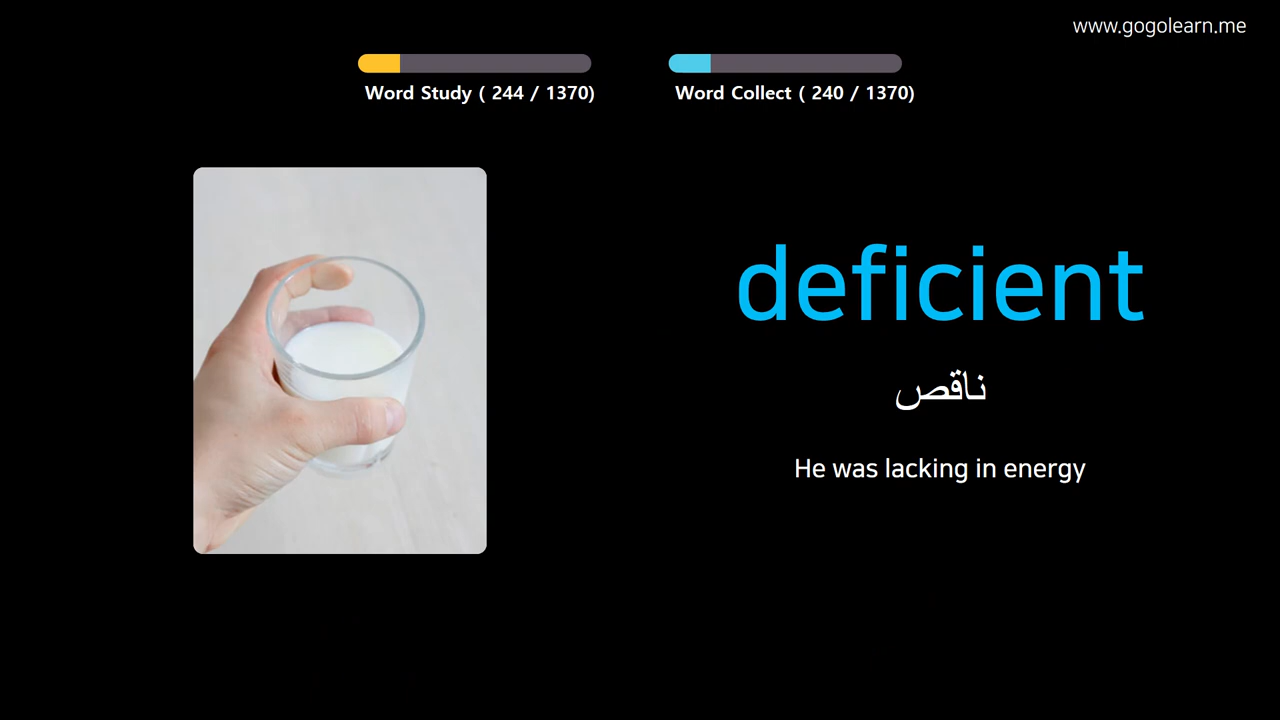 www.gogolearn.me
Word Study ( 244 / 1370)
Word Collect ( 240 / 1370)
deficient
ناقص
He was lacking in energy